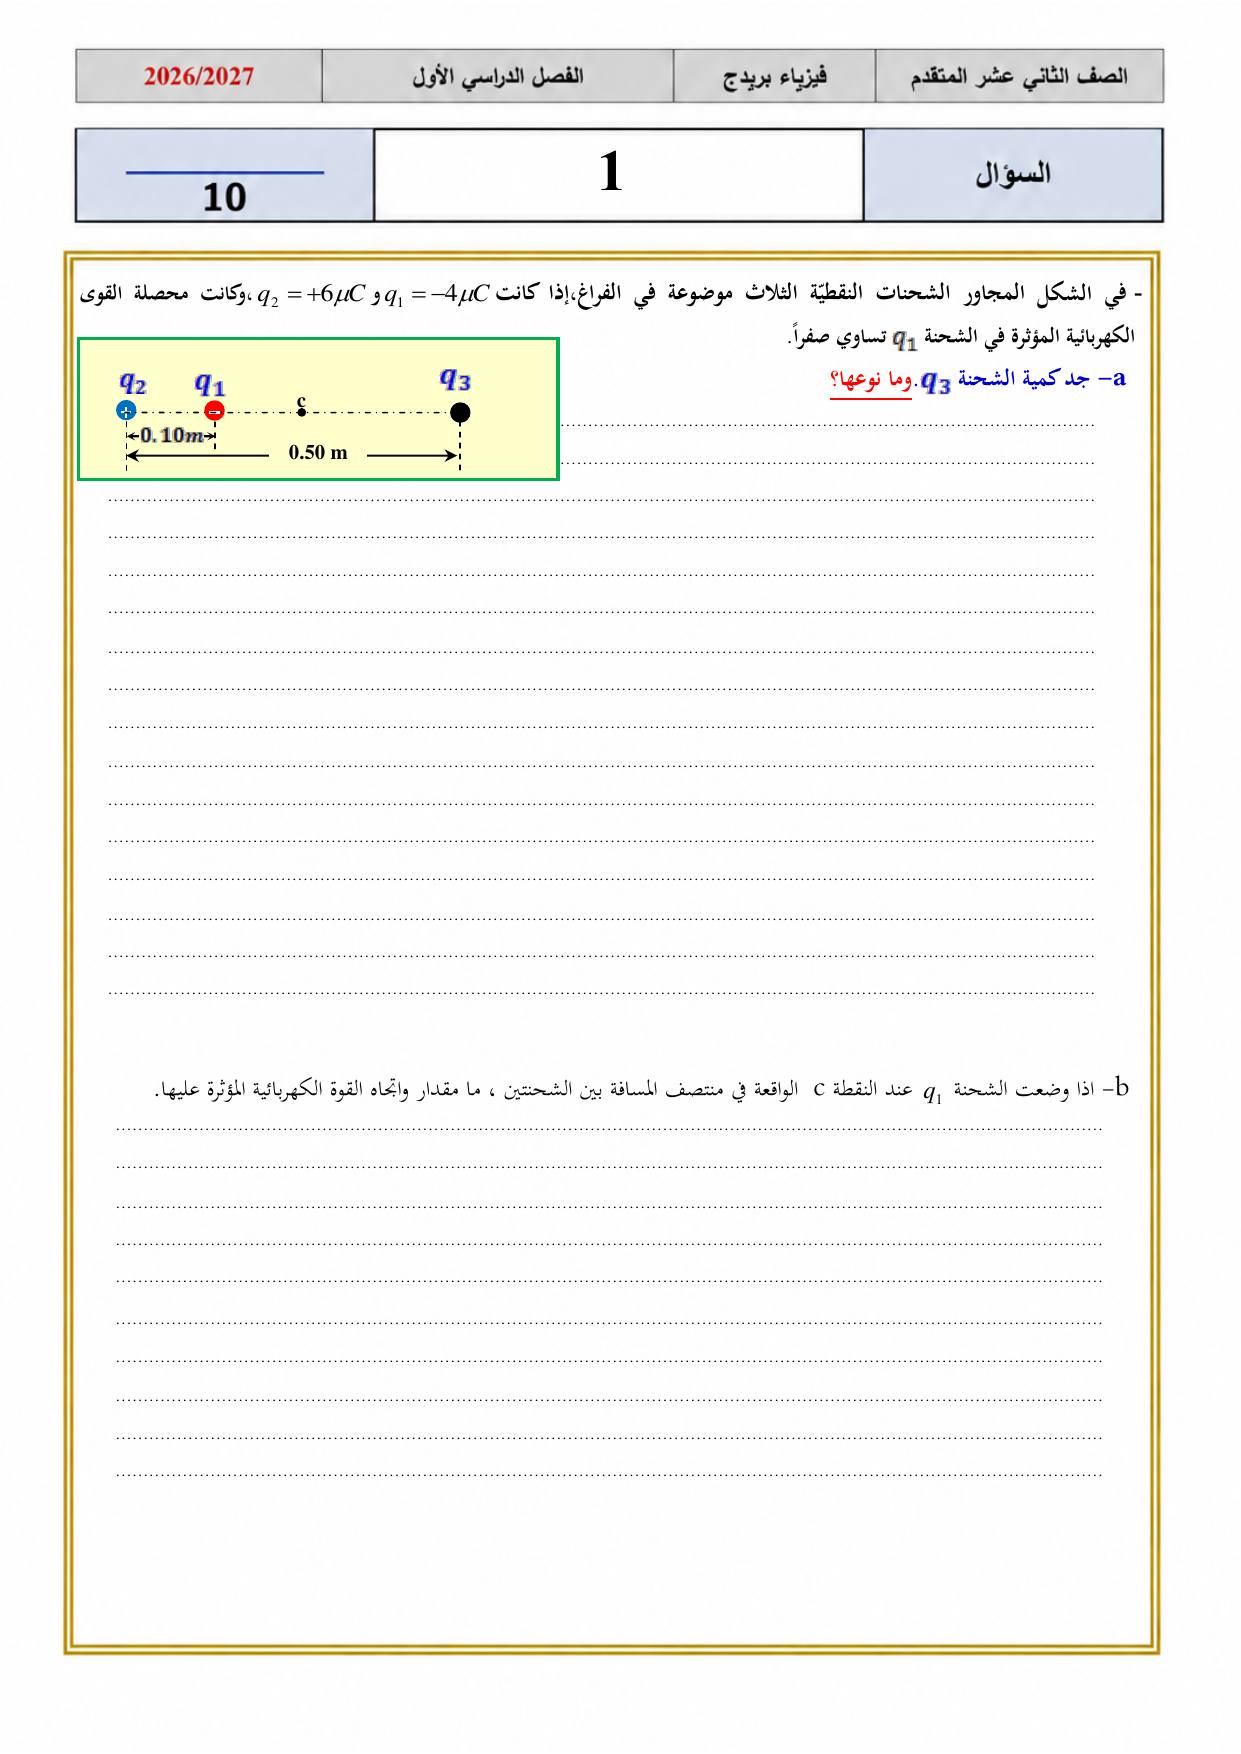 الصف الثاني عشر المتقدم فيزياء بريدج الفصل الدراسي الأول 2026/2027
السؤال 1 10
- في الشكل المجاور الشحنات النقطيّة الثلاث موضوعة في الفراغ،إذا كانت q₁ = −4μC و q₂ = +6μC ،وكانت محصلة القوى
الكهربائية المؤثرة في الشحنة q₁ تساوي صفراً.
a– جد كمية الشحنة q₃ .وما نوعها؟
q₂ q₁ c q₃
+ −
0.10m
0.50 m
b– اذا وضعت الشحنة q₁ عند النقطة c الواقعة في منتصف المسافة بين الشحنتين ، ما مقدار واتجاه القوة الكهربائية المؤثرة عليها.